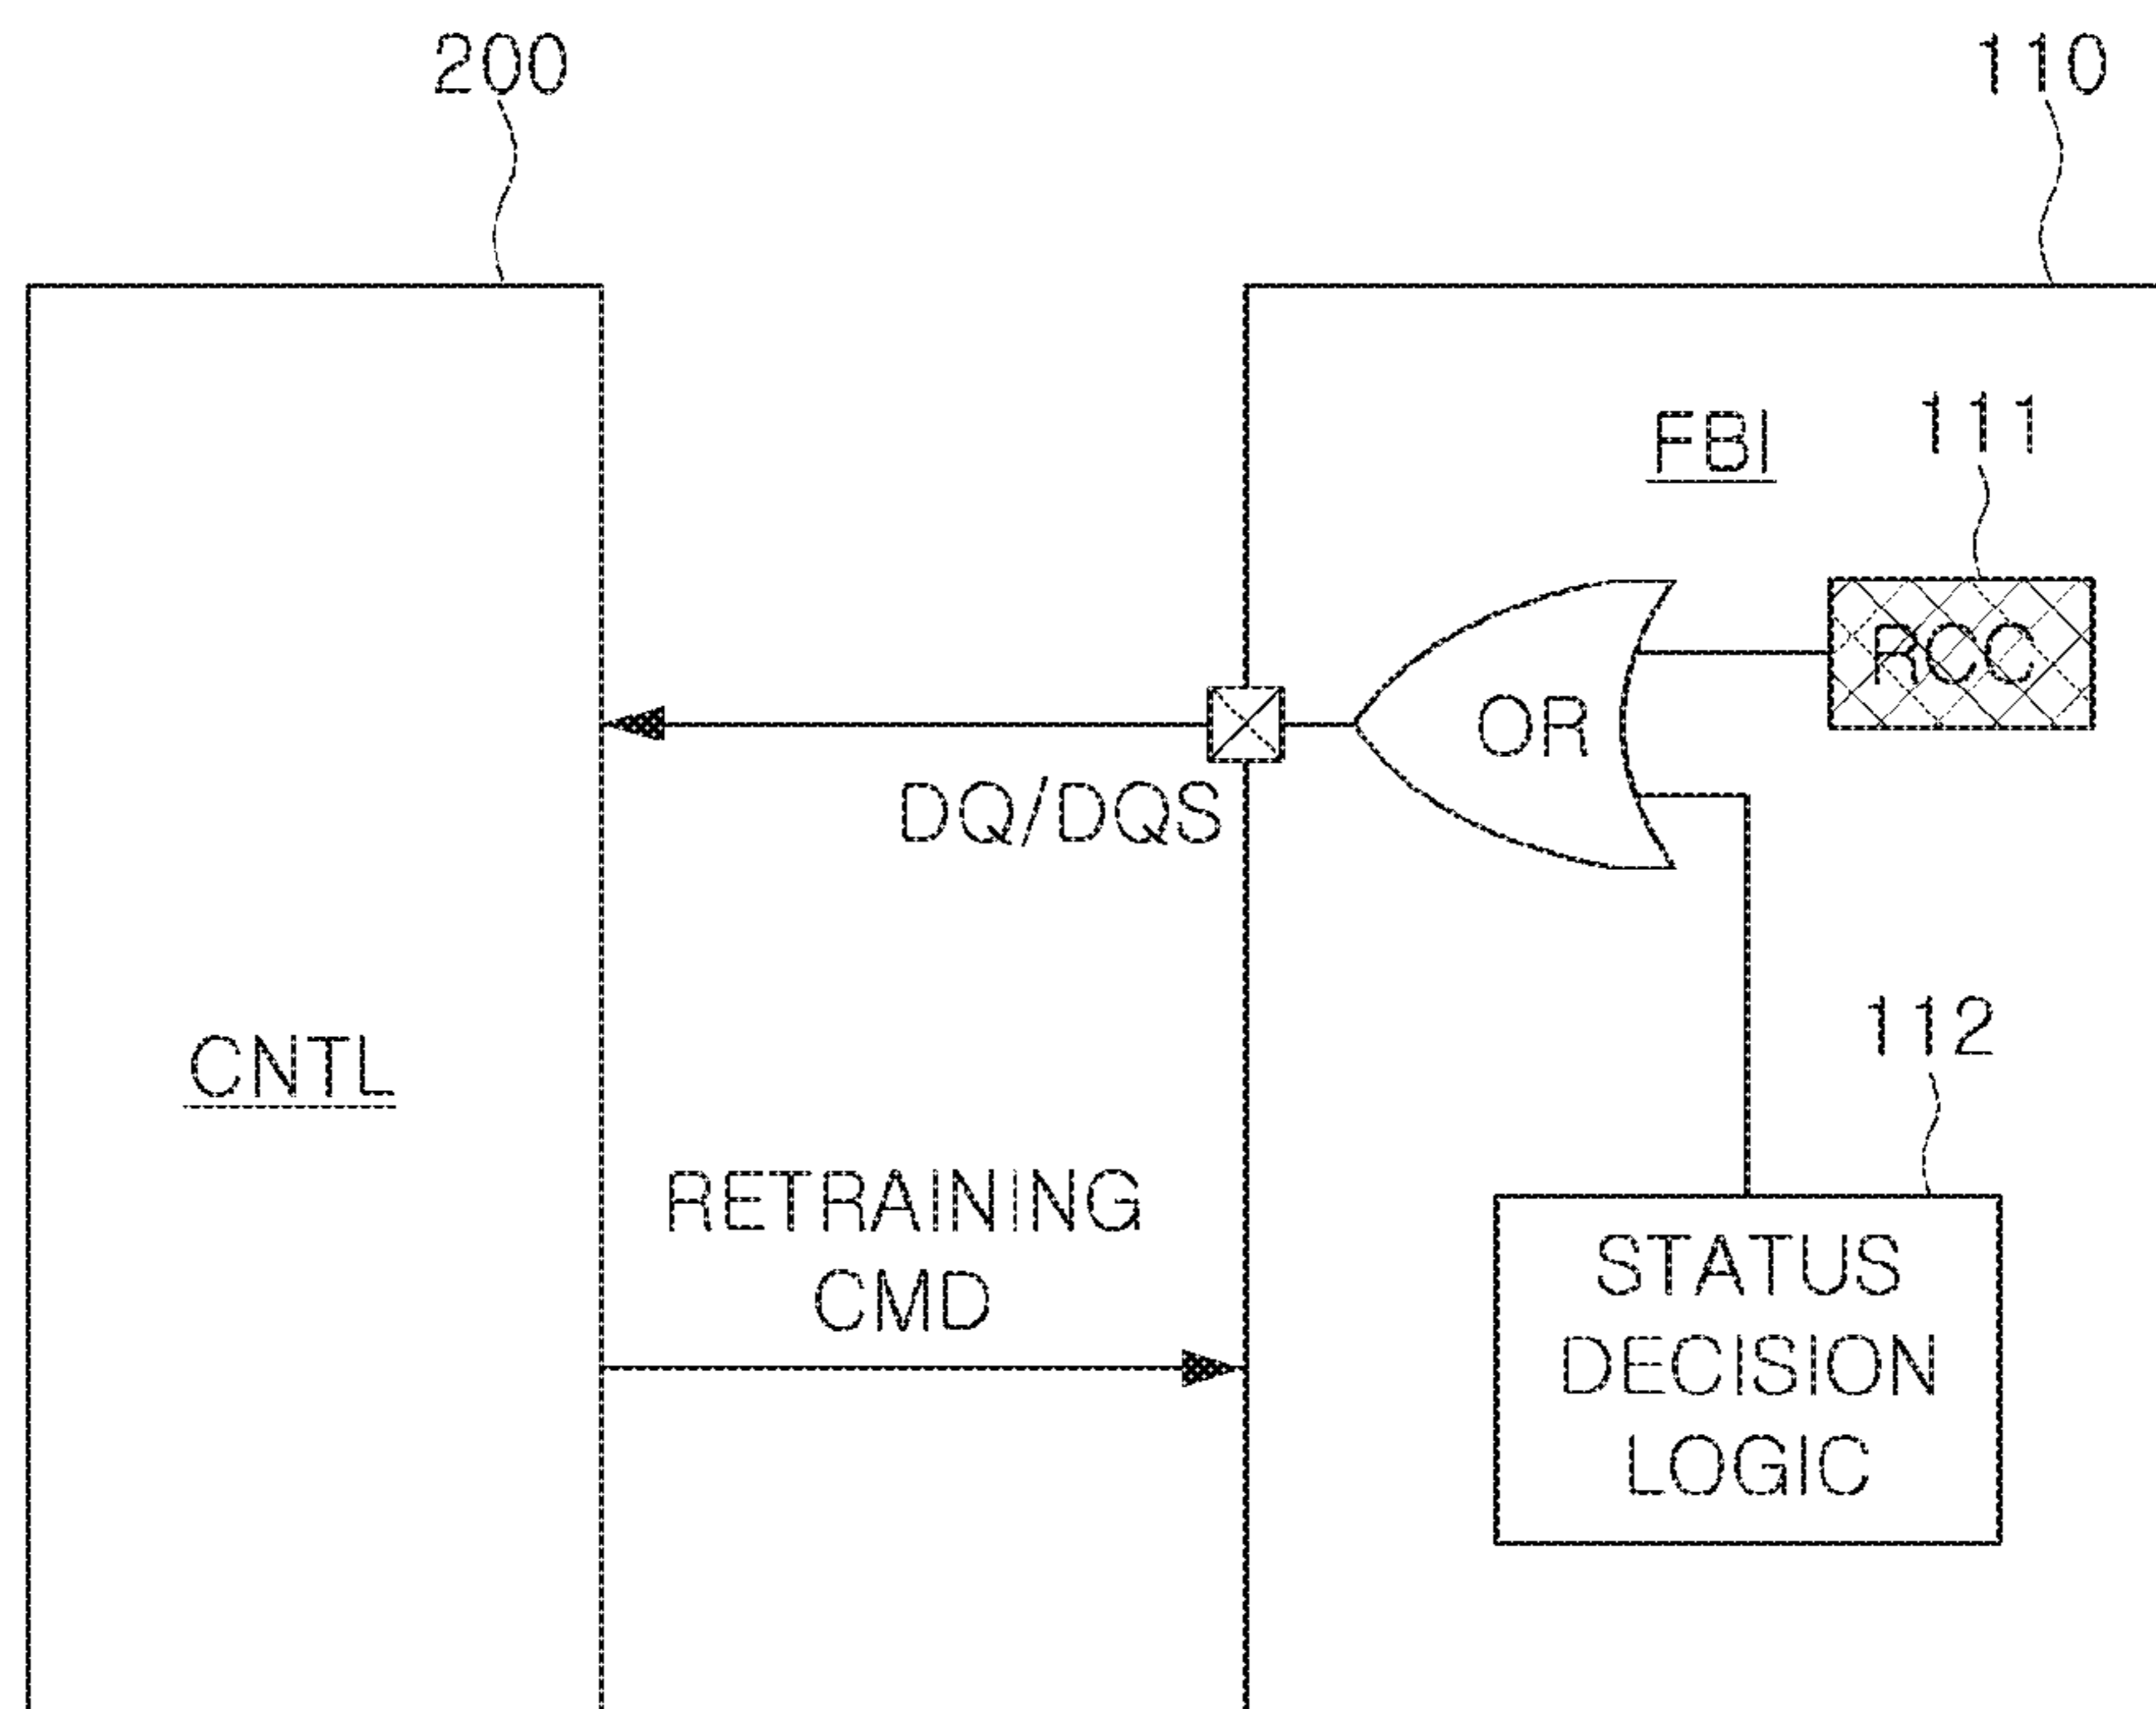 200
110
FBI
111
RCC
OR
DQ/DQS
112
CNTL
RETRAINING
CMD
STATUS
DECISION
LOGIC